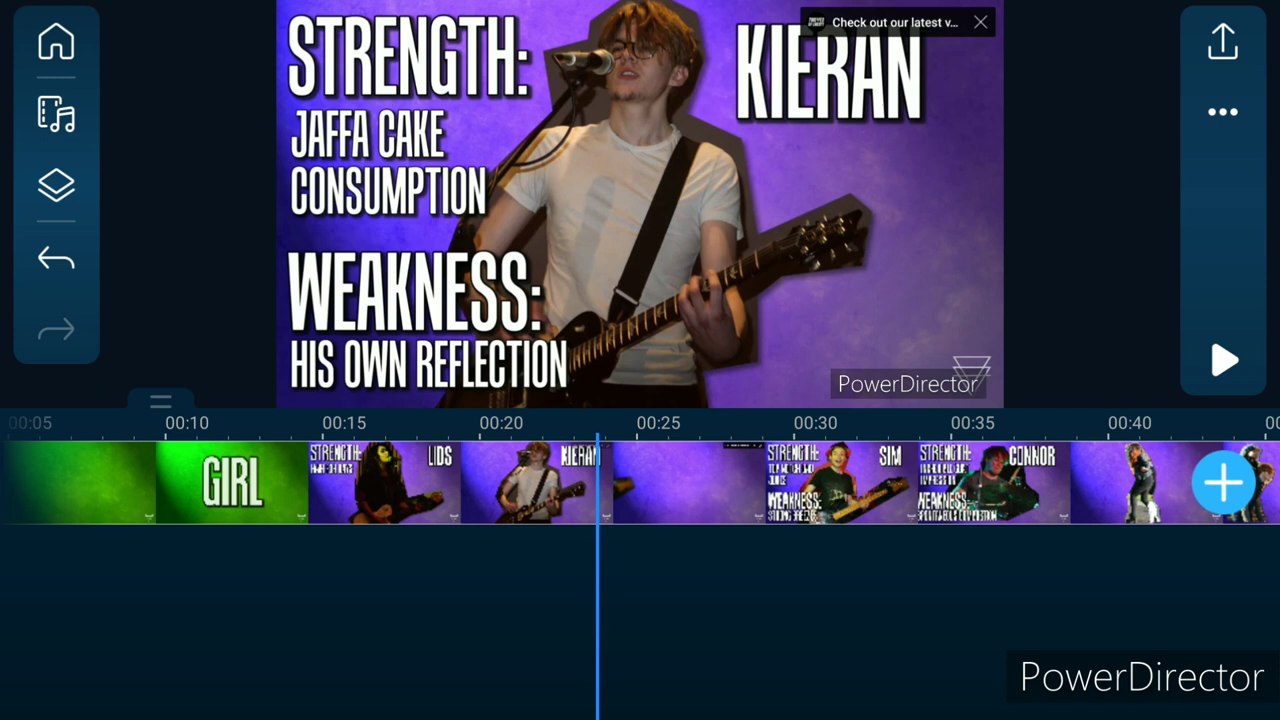 STRENGTH:
JAFFA CAKE
CONSUMPTION
WEAKNESS:
HIS OWN REFLECTION
KIERAN
Check out our latest v...
PowerDirector
00:05
00:10
00:15
00:20
00:25
00:30
00:35
00:40
GIRL
STRENGTH:
LIDS
KIERAN
STRENGTH:
SIM
WEAKNESS:
STRENGTH:
CONNOR
WEAKNESS:
PowerDirector